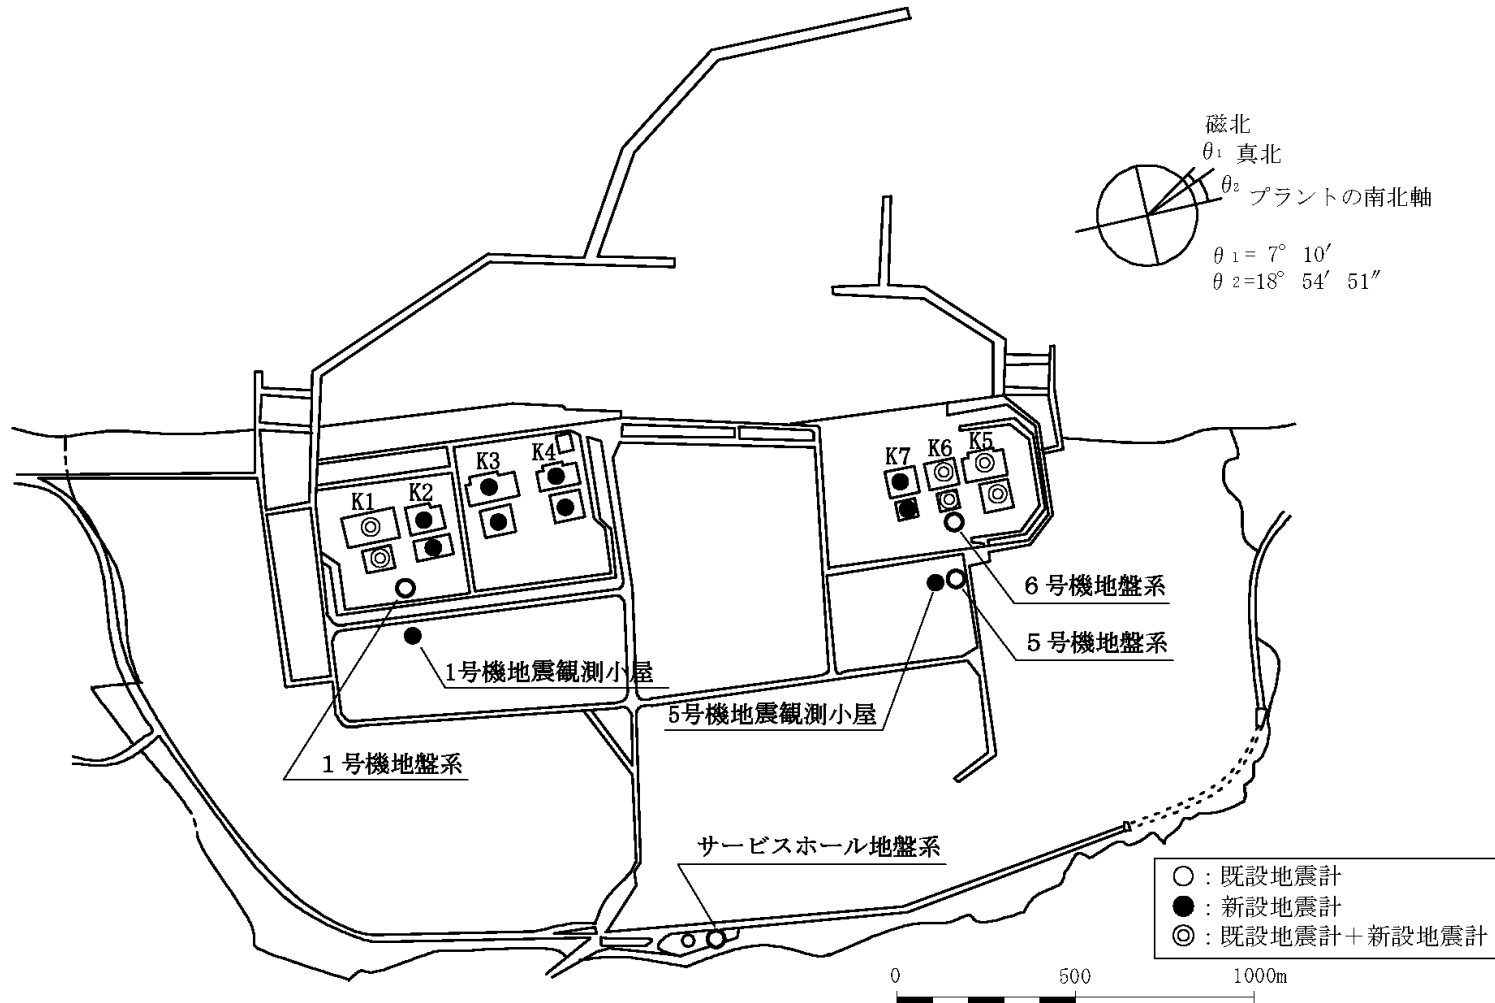 磁北
θ1 真北
θ2 プラントの南北軸
θ1= 7° 10′
θ2=18° 54′ 51″
K1
K2
K3
K4
K7
K6
K5
6号機地盤系
5号機地盤系
1号機地震観測小屋
5号機地震観測小屋
1号機地盤系
サービスホール地盤系
○：既設地震計
●：新設地震計
◎：既設地震計＋新設地震計
0 500 1000m